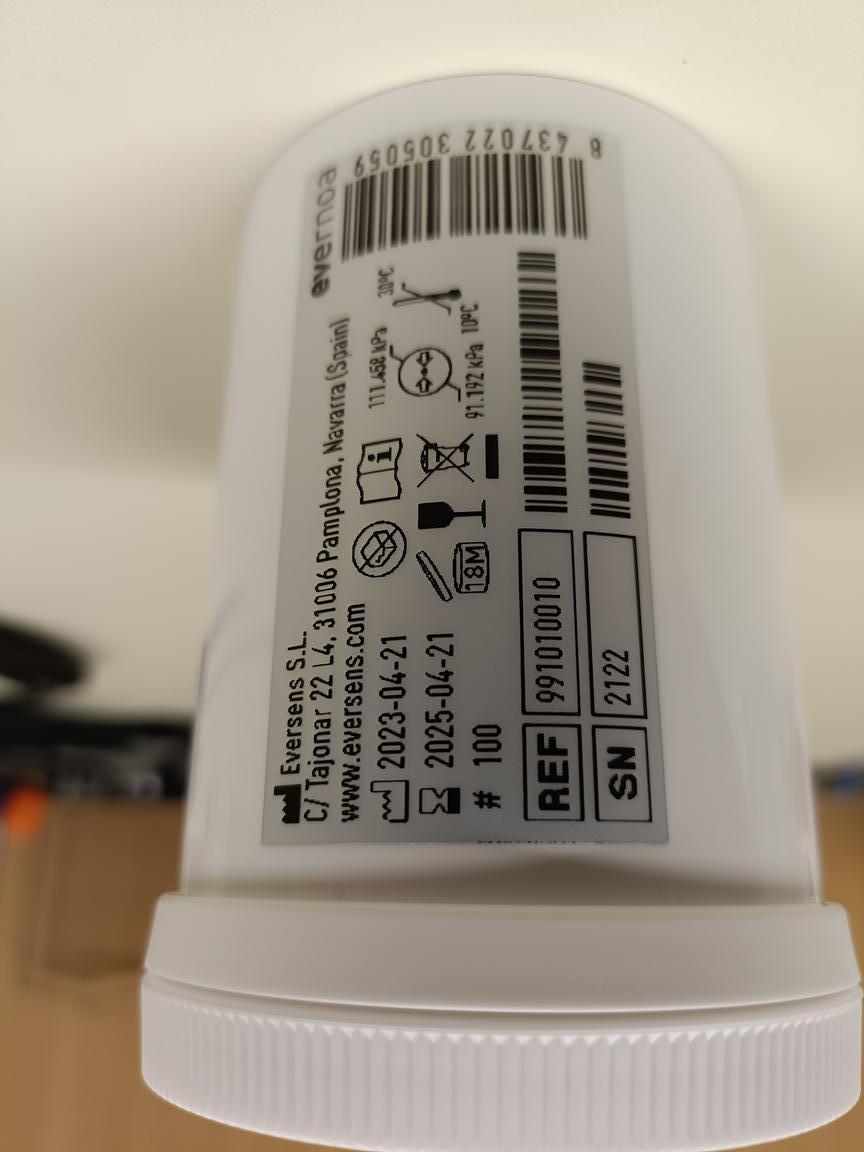 evernoa
Eversens S.L.
C/ Tajonar 22 L4, 31006 Pamplona, Navarra (Spain)
www.eversens.com
2023-04-21
2025-04-21
# 100
18M
111.458 kPa
91.192 kPa
30ºC
10ºC
8 437022 305059
REF 991010010
SN 2122